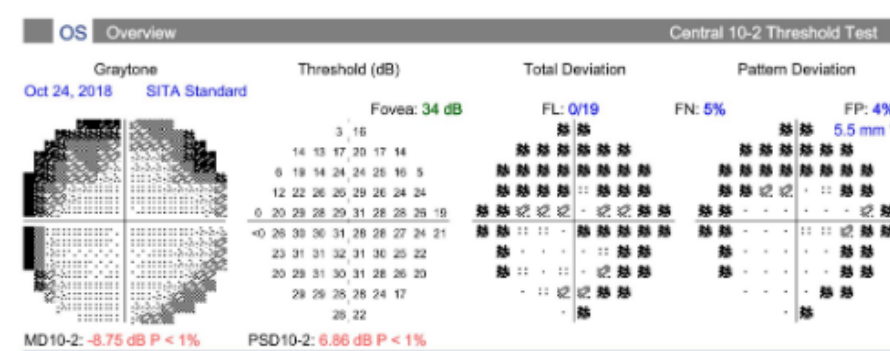 OS Overview Central 10-2 Threshold Test
Graytone Threshold (dB) Total Deviation Pattern Deviation
Oct 24, 2018 SITA Standard
Fovea: 34 dB FL: 0/19 FN: 5% FP: 4%
5.5 mm
3 16
14 13 17 20 17 14
6 19 14 24 24 25 16 5
12 22 26 26 29 26 24 24
0 20 29 28 29 31 28 28 26 19
<0 26 30 30 31 28 28 27 24 21
23 31 31 32 31 30 25 22
20 29 31 30 31 28 26 20
29 29 28 28 24 17
28 22
MD10-2: -8.75 dB P < 1% PSD10-2: 6.86 dB P < 1%